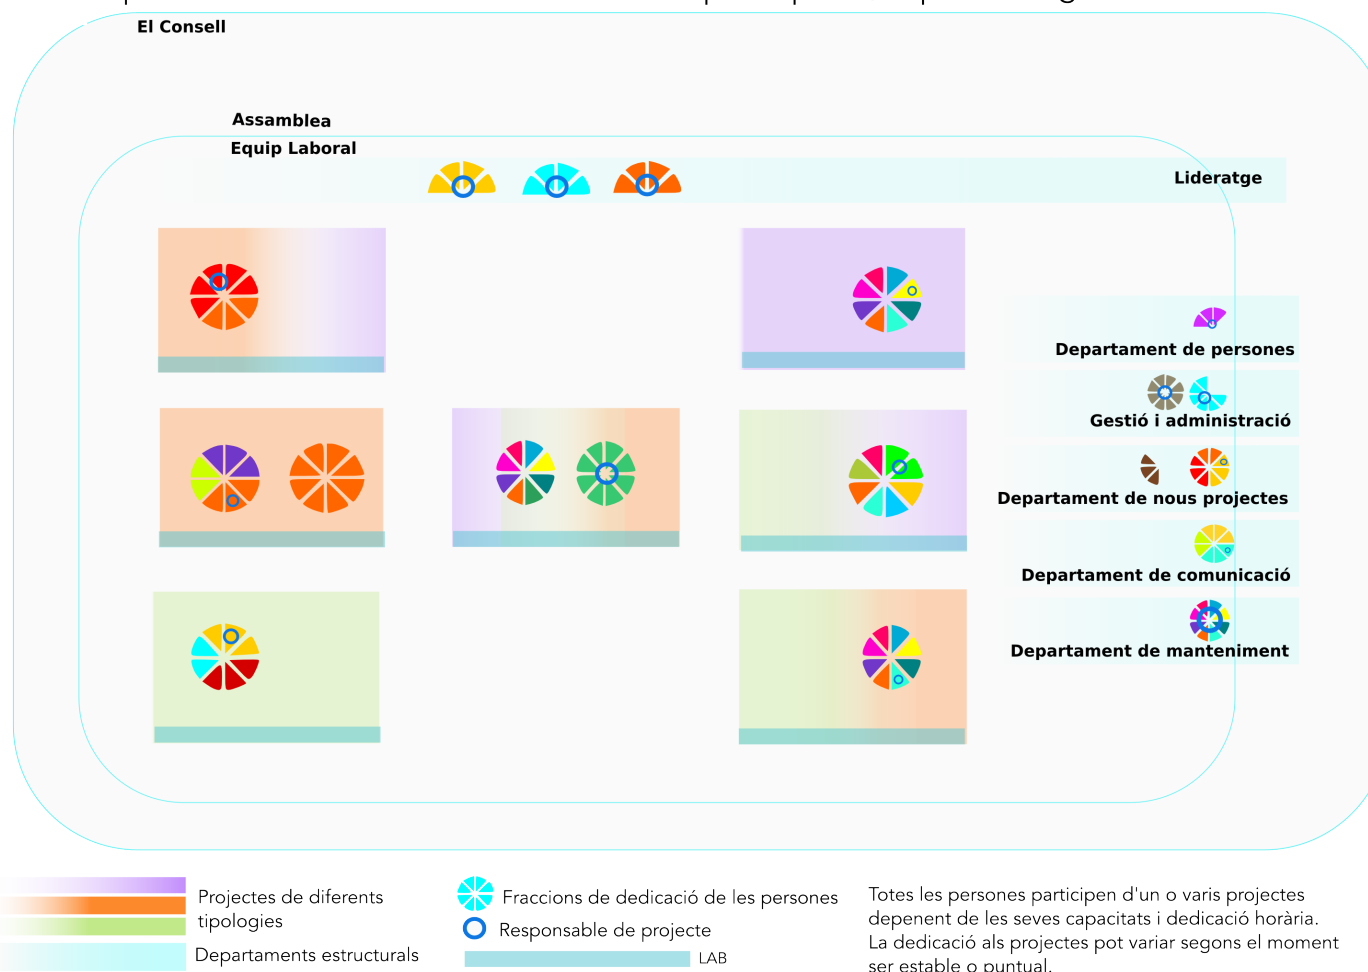 El Consell
Assamblea
Equip Laboral
Lideratge
Departament de persones
Gestió i administració
Departament de nous projectes
Departament de comunicació
Departament de manteniment
Projectes de diferents
tipologies
Departaments estructurals
Fraccions de dedicació de les persones
Responsable de projecte
LAB
Totes les persones participen d'un o varis projectes
depenent de les seves capacitats i dedicació horària.
La dedicació als projectes pot variar segons el moment
ser estable o puntual.